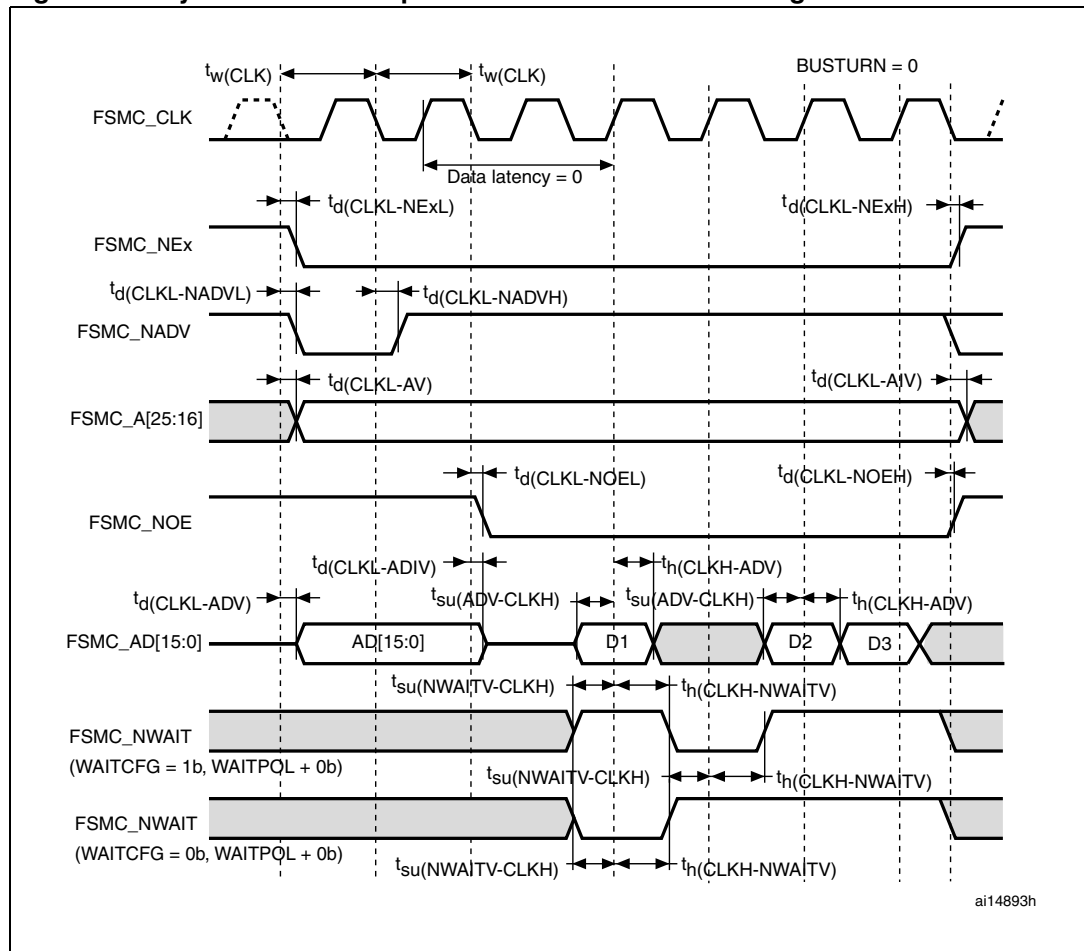 BUSTURN = 0
tw(CLK) tw(CLK)
FSMC_CLK
Data latency = 0
td(CLKL-NExL) td(CLKL-NExH)
FSMC_NEx
td(CLKL-NADVL) td(CLKL-NADVH)
FSMC_NADV
td(CLKL-AV) td(CLKL-AIV)
FSMC_A[25:16]
td(CLKL-NOEL) td(CLKL-NOEH)
FSMC_NOE
td(CLKL-ADIV) th(CLKH-ADV)
td(CLKL-ADV) tsu(ADV-CLKH) tsu(ADV-CLKH) th(CLKH-ADV)
FSMC_AD[15:0] AD[15:0] D1 D2 D3
tsu(NWAITV-CLKH) th(CLKH-NWAITV)
FSMC_NWAIT
(WAITCFG = 1b, WAITPOL + 0b)
tsu(NWAITV-CLKH) th(CLKH-NWAITV)
FSMC_NWAIT
(WAITCFG = 0b, WAITPOL + 0b)
tsu(NWAITV-CLKH) th(CLKH-NWAITV)
ai14893h